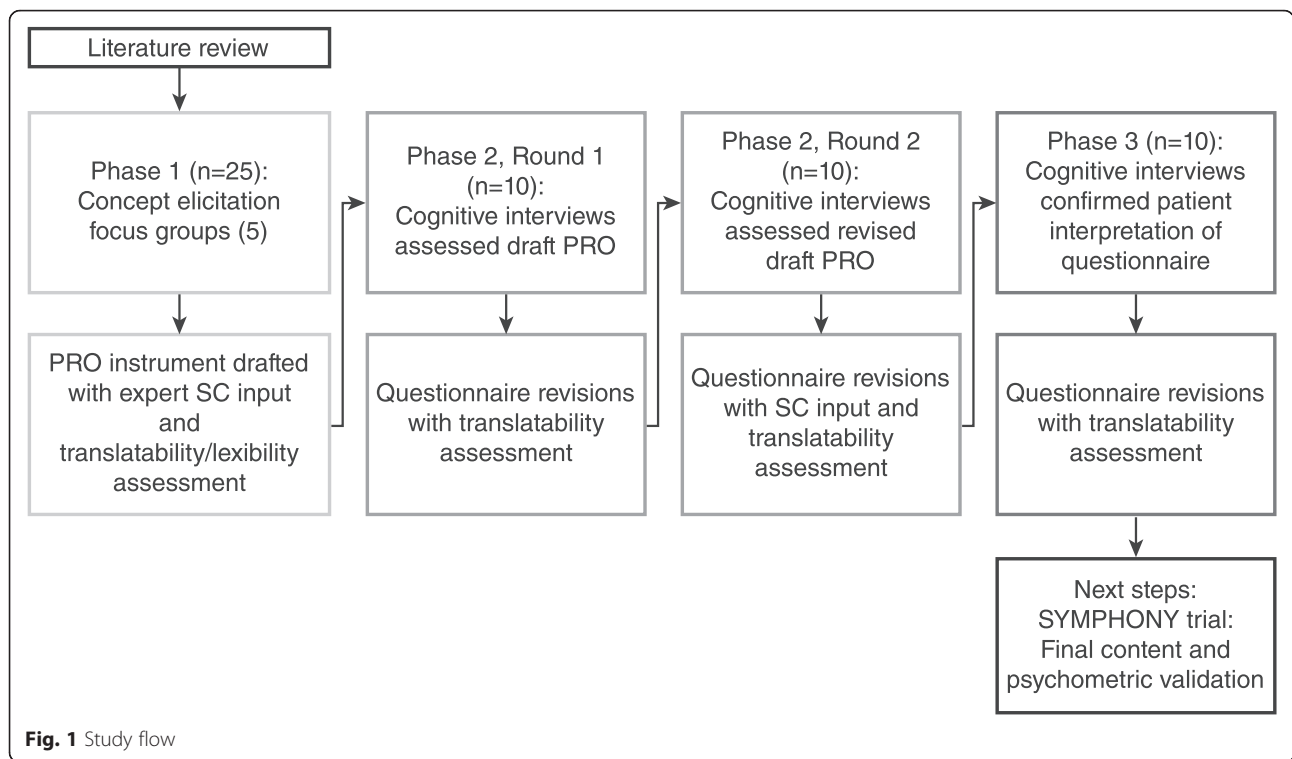 Literature review
Phase 1 (n=25):
Concept elicitation
focus groups (5)
PRO instrument drafted
with expert SC input
and
translatability/lexibility
assessment
Phase 2, Round 1
(n=10):
Cognitive interviews
assessed draft PRO
Questionnaire revisions
with translatability
assessment
Phase 2, Round 2
(n=10):
Cognitive interviews
assessed revised
draft PRO
Questionnaire revisions
with SC input and
translatability
assessment
Phase 3 (n=10):
Cognitive interviews
confirmed patient
interpretation of
questionnaire
Questionnaire revisions
with translatability
assessment
Next steps:
SYMPHONY trial:
Final content and
psychometric validation
Fig. 1 Study flow